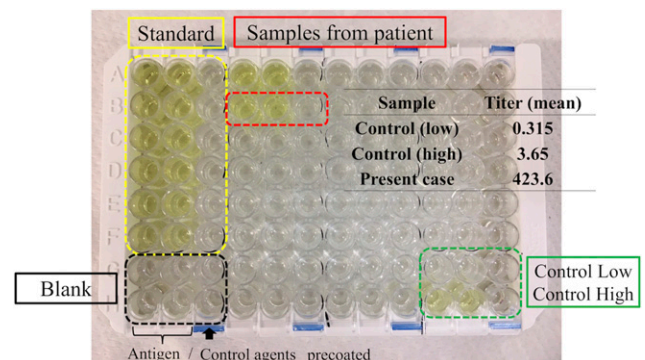 Standard
Samples from patient
A
B
C
D
E
F
Sample Titer (mean)
Control (low) 0.315
Control (high) 3.65
Present case 423.6
Blank
Control Low
Control High
Antigen / Control agents precoated